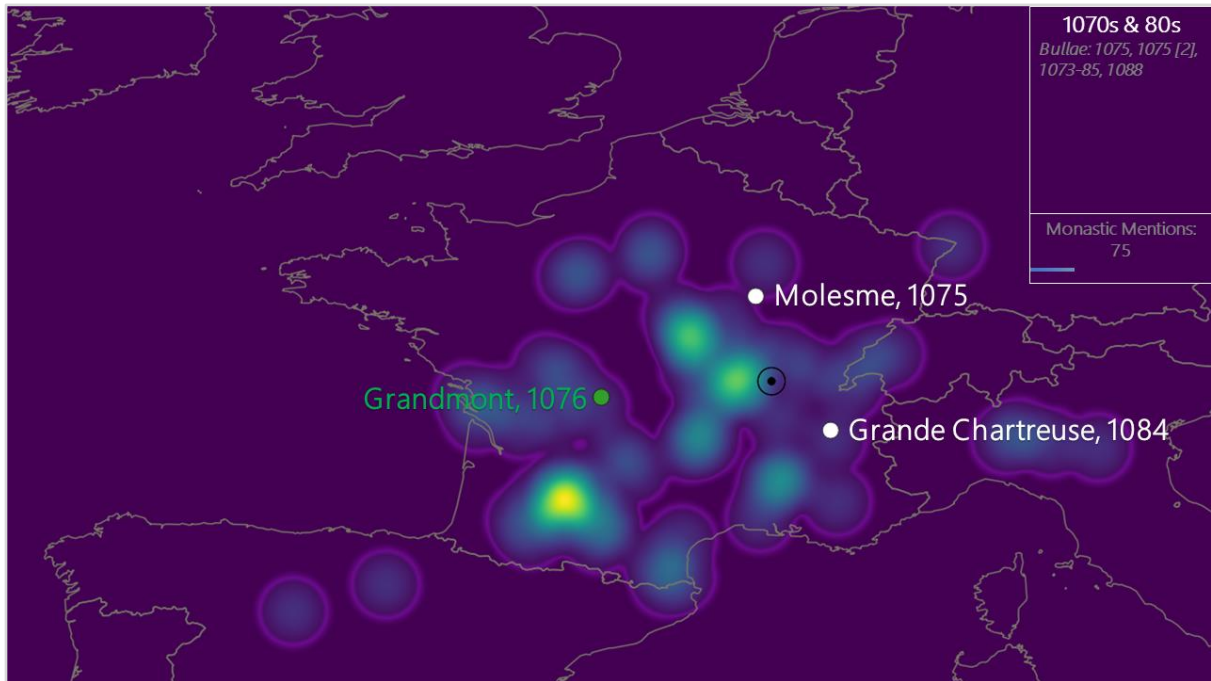 1070s & 80s
Bullae: 1075, 1075 [2],
1073-85, 1088
Monastic Mentions:
75
Molesme, 1075
Grandmont, 1076
Grande Chartreuse, 1084